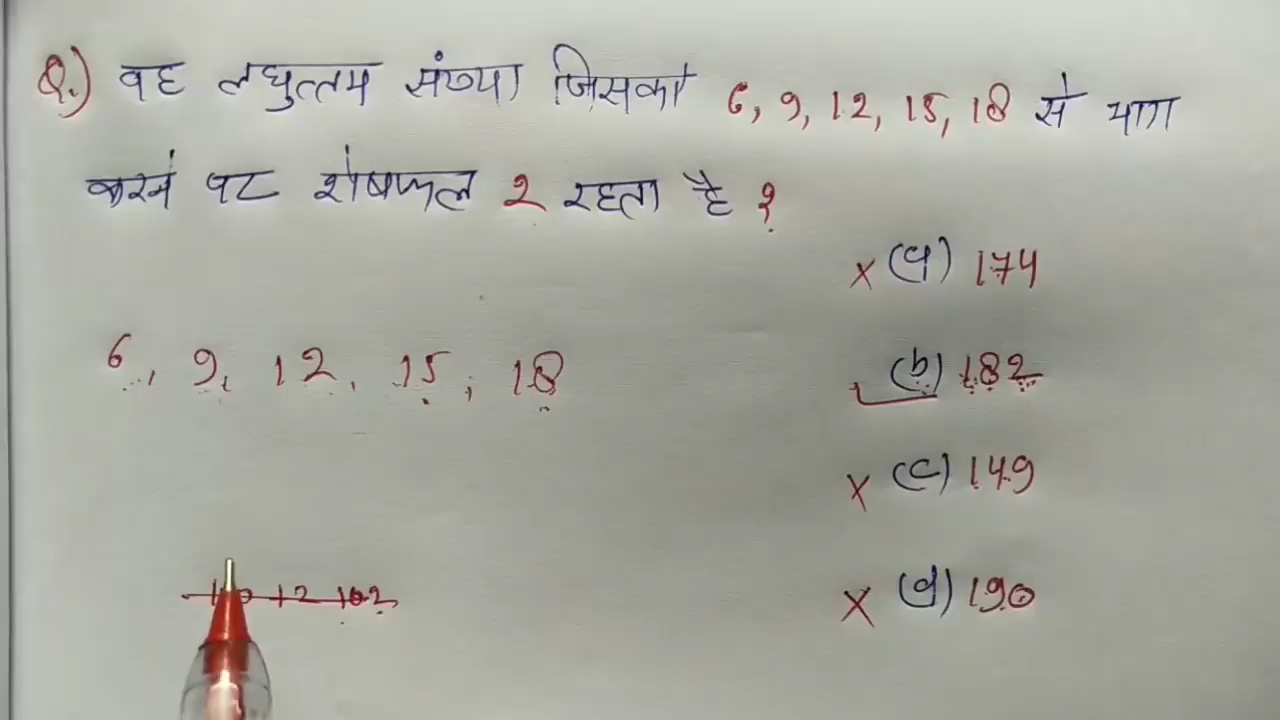 Q.) वह लघुत्तम संख्या जिसको 6, 9, 12, 15, 18 से भाग
करने पर शेषफल 2 रहता है ?
× (a) 174
(b) 182
6, 9, 12, 15, 18
× (c) 149
× (d) 190